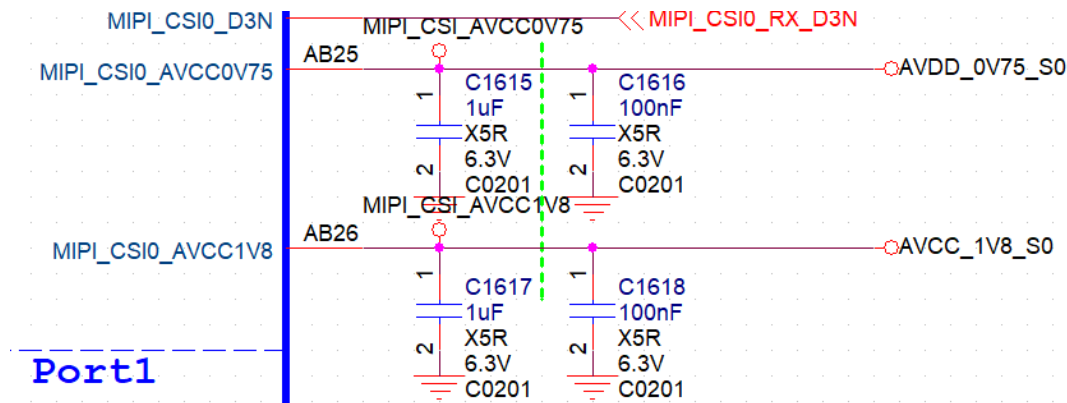 MIPI_CSI0_D3N
MIPI_CSI0_RX_D3N
MIPI_CSI_AVCC0V75
MIPI_CSI0_AVCC0V75
AB25
AVDD_0V75_S0
1
C1615
1uF
X5R
6.3V
C0201
2
1
C1616
100nF
X5R
6.3V
C0201
2
MIPI_CSI_AVCC1V8
MIPI_CSI0_AVCC1V8
AB26
AVCC_1V8_S0
1
C1617
1uF
X5R
6.3V
C0201
2
1
C1618
100nF
X5R
6.3V
C0201
2
Port1